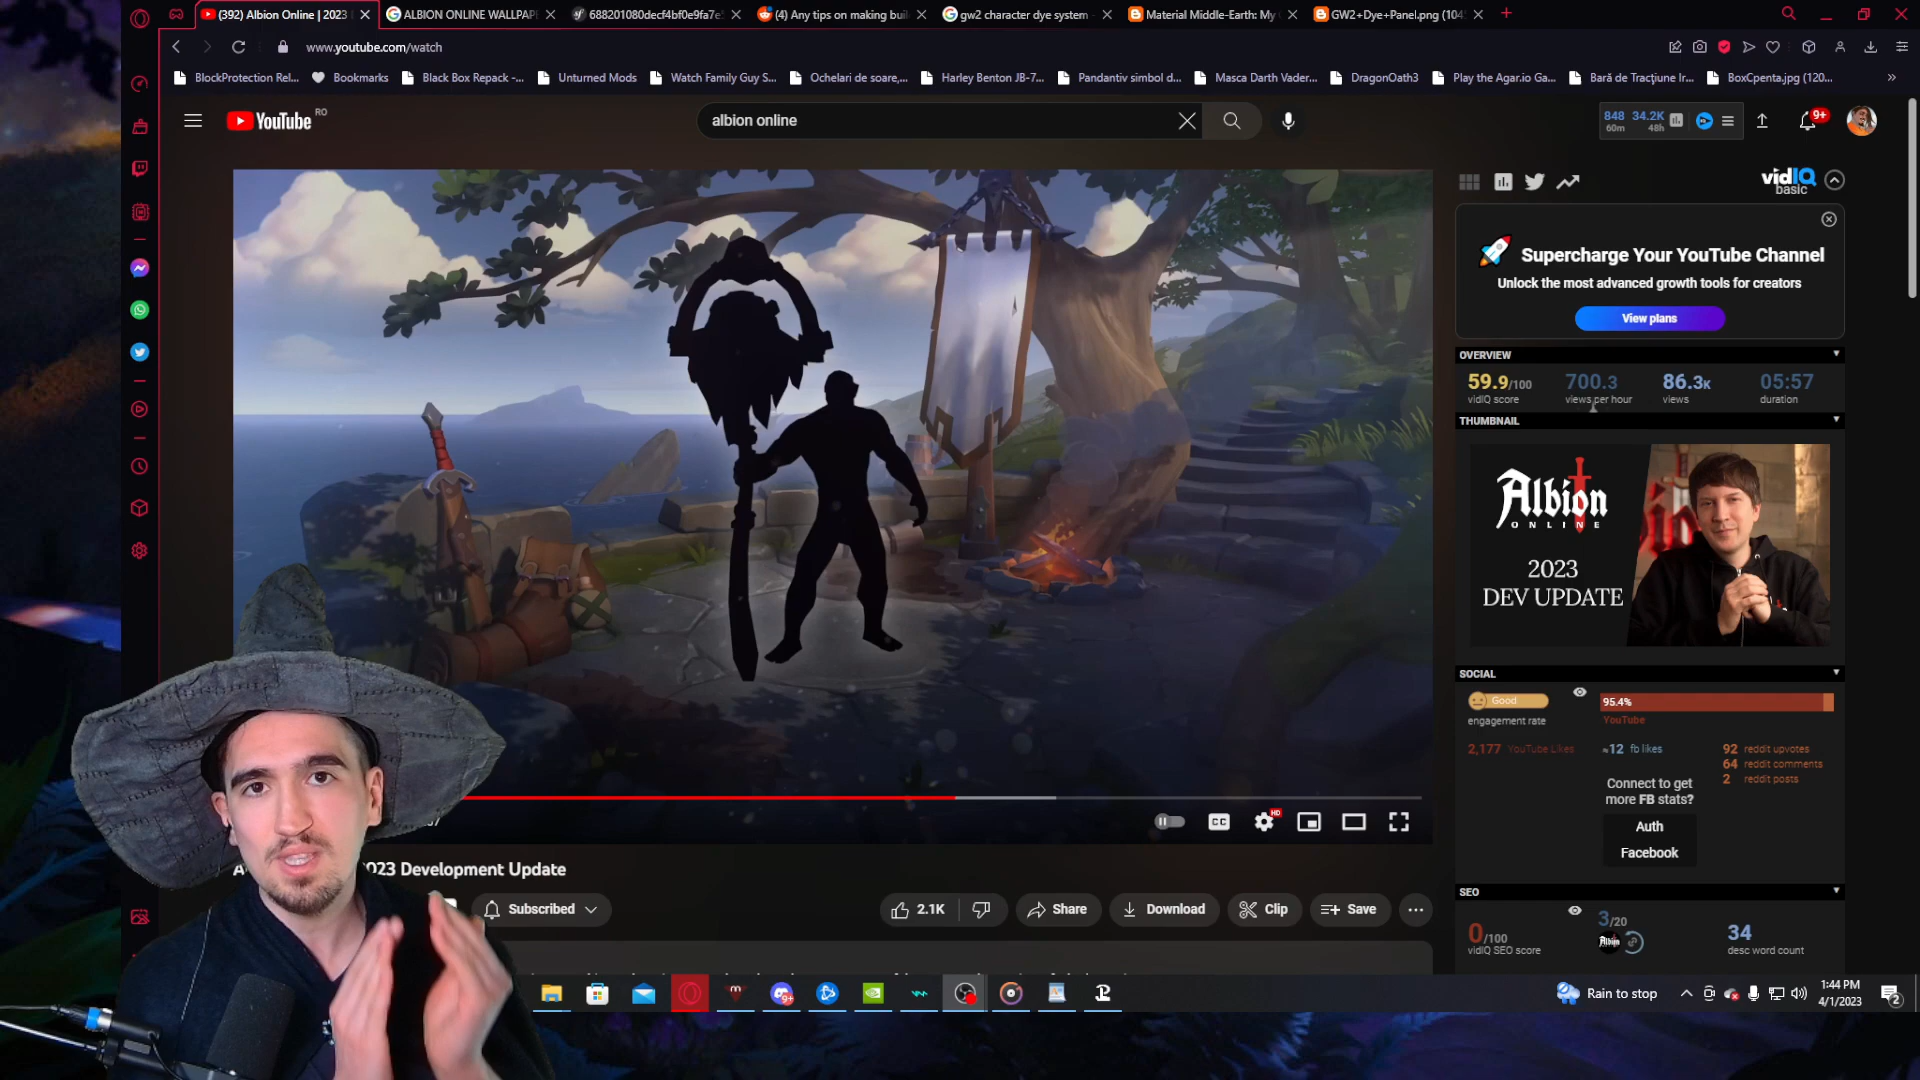 (392) Albion Online | 2023
ALBION ONLINE WALLPAP
688201080decf4bf0e9fa7e
(4) Any tips on making bui
gw2 character dye system
Material Middle-Earth: My
GW2+Dye+Panel.png (104
www.youtube.com/watch
BlockProtection Rel...
Bookmarks
Black Box Repack -...
Unturned Mods
Watch Family Guy S...
Ochelari de soare,...
Harley Benton JB-7...
Pandantiv simbol d...
Masca Darth Vader...
DragonOath3
Play the Agar.io Ga...
Bară de Tracțiune Ir...
BoxCpenta.jpg (120...
YouTube RO
albion online
848 34.2K
60m 48h
9+
vidIQ
basic
Supercharge Your YouTube Channel
Unlock the most advanced growth tools for creators
View plans
OVERVIEW
59.9/100 700.3 86.3K 05:57
vidIQ score views per hour views duration
THUMBNAIL
Albion
ONLINE
2023
DEV UPDATE
SOCIAL
Good 95.4%
engagement rate YouTube
2,177 YouTube Likes ≈12 fb likes 92 reddit upvotes
64 reddit comments
2 reddit posts
Connect to get
more FB stats?
Auth
Facebook
SEO
0/100 3/20 34
vidIQ SEO score desc word count
CC
HD
2023 Development Update
Subscribed
2.1K
Share
Download
Clip
Save
9+
Rain to stop
1:44 PM
4/1/2023
2